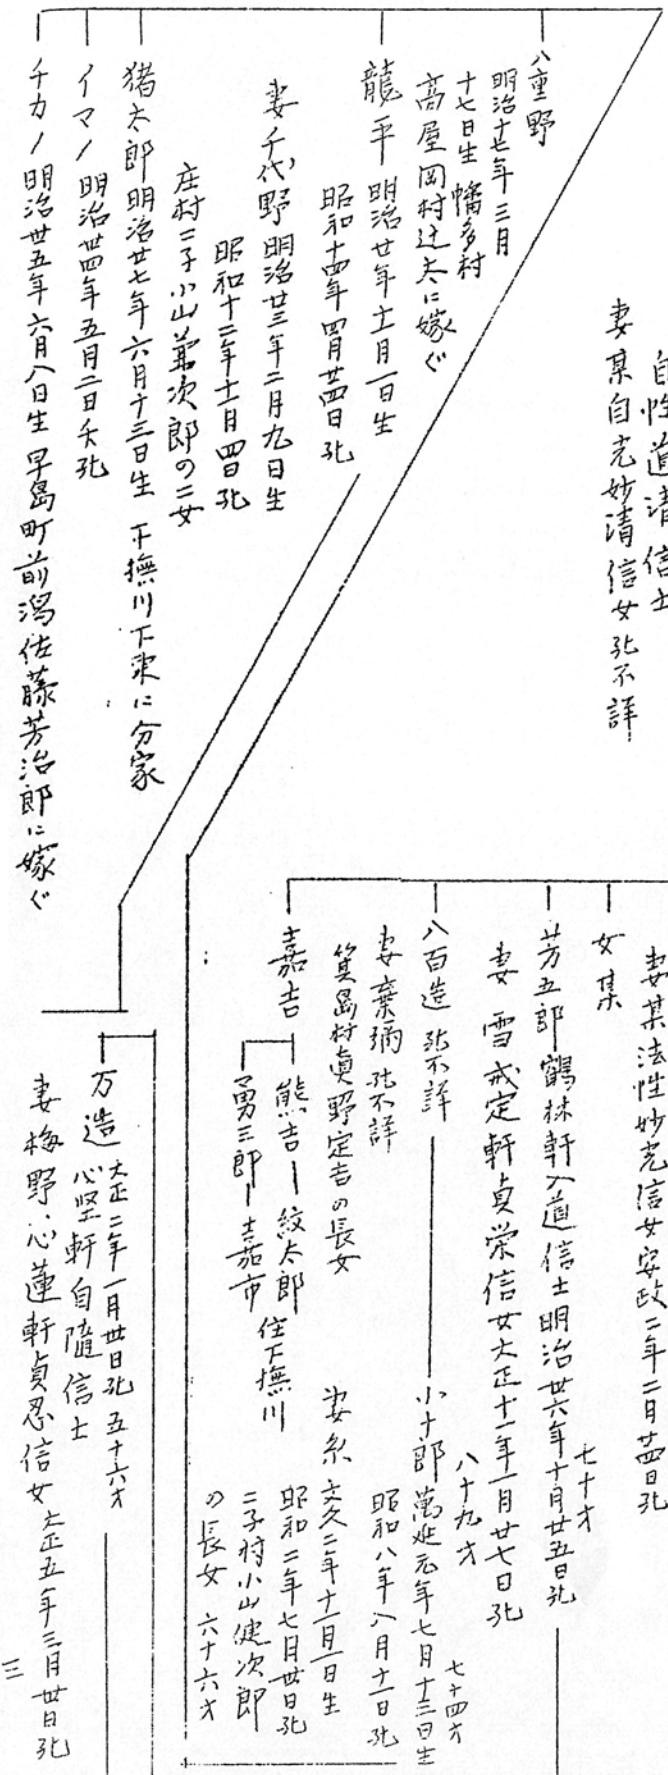 自性道清信士
妻某自光妙清信女死不詳
八重野
明治十七年三月
十七日生 幡多村
高屋岡村辻太に嫁ぐ
龍平 明治廿年十一月一日生
昭和十四年四月廿四日死
妻千代野 明治廿三年二月九日生
昭和十二年十一月四日死
庄村二子小山兼次郎の二女
猪太郎 明治廿七年六月十三日生 下撫川下東に分家
イマノ 明治卅四年五月二日夭死
チカノ 明治卅五年六月八日生 早島町前潟佐藤芳治郎に嫁ぐ
妻某法性妙光信女安政二年二月廿四日死
女某
芳五郎 鶴林軒入道信士明治廿六年十月廿五日死
七十才
妻 雪 戒定軒貞栄信女大正十一年一月廿七日死
八十九才
八百造 死不詳
小十郎 萬延元年七月十三日生
七十四才
昭和八年八月十一日死
妻 死不詳
箕島村真野定吉の長女
妻糸 文久二年十一月一日生
昭和二年七月卅日死
二子村小山健次郎
の長女 六十六才
嘉吉
熊吉 紋太郎 住下撫川
勇三郎 嘉市
万造 大正二年一月卅日死 五十六才
心堅軒自随信士
妻梅野 心蓮軒貞忍信女 大正五年三月卅日死
三